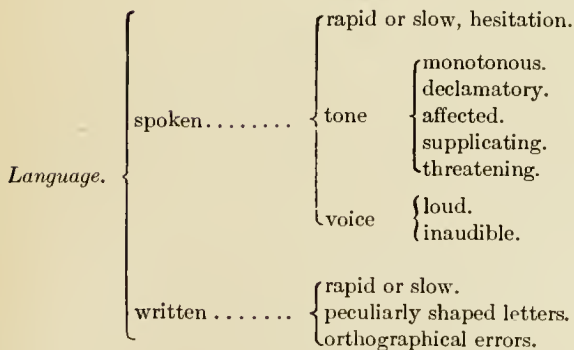 rapid or slow, hesitation.
monotonous.
declamatory.
spoken........ tone affected.
supplicating.
threatening.
Language.
voice loud.
inaudible.
rapid or slow.
written ....... peculiarly shaped letters.
orthographical errors.